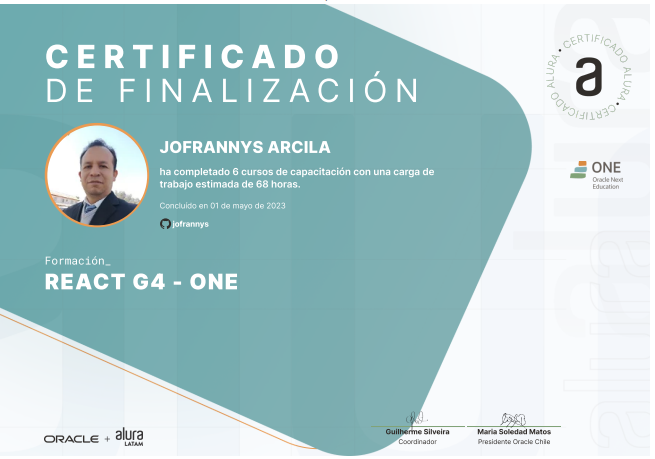 CERTIFICADO
DE FINALIZACIÓN
CERTIFICADO ALURA • CERTIFICADO ALURA •
a
JOFRANNYS ARCILA
ha completado 6 cursos de capacitación con una carga de
trabajo estimada de 68 horas.
Concluído en 01 de mayo de 2023
jofrannys
ONE
Oracle Next
Education
Formación_
REACT G4 - ONE
ORACLE + alura
LATAM
Guilherme Silveira
Coordinador
Maria Soledad Matos
Presidente Oracle Chile